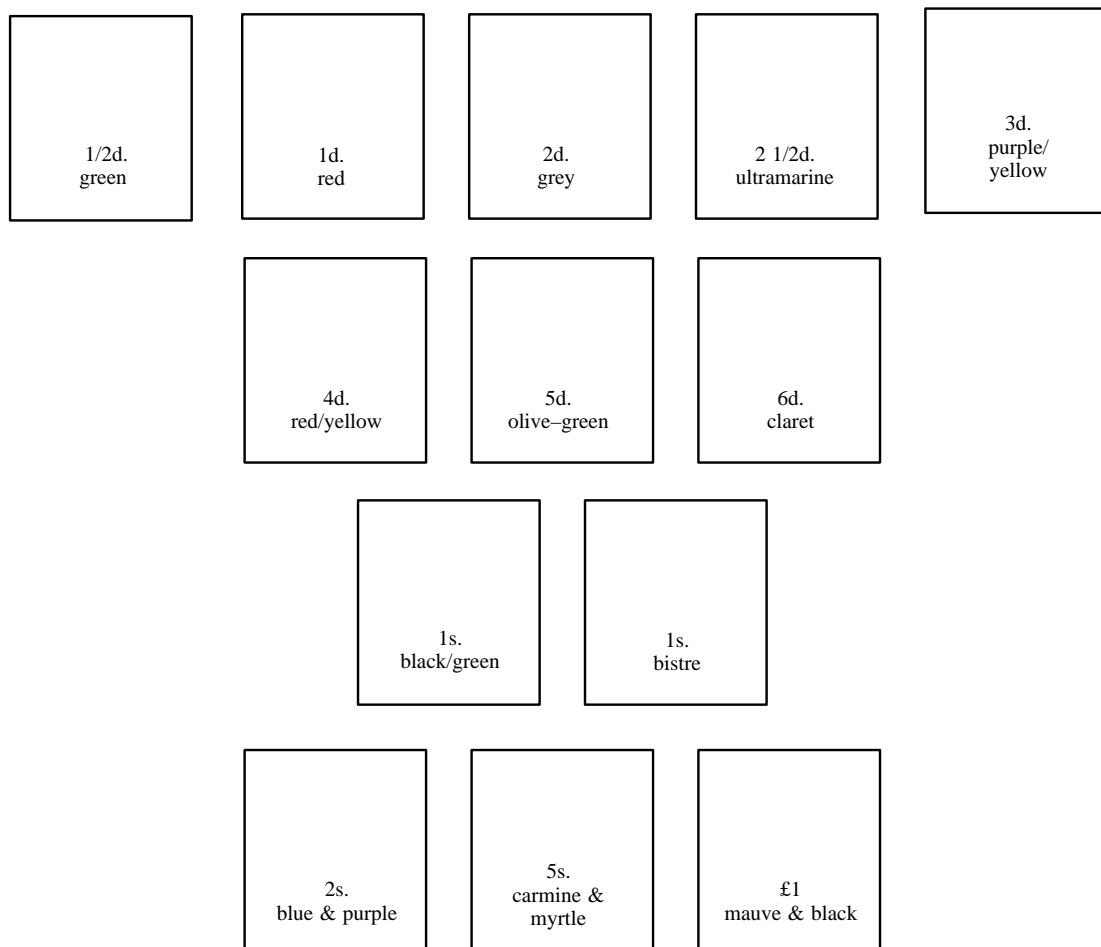 1/2d.
green
1d.
red
2d.
grey
2 1/2d.
ultramarine
3d.
purple/
yellow
4d.
red/yellow
5d.
olive–green
6d.
claret
1s.
black/green
1s.
bistre
2s.
blue & purple
5s.
carmine &
myrtle
£1
mauve & black